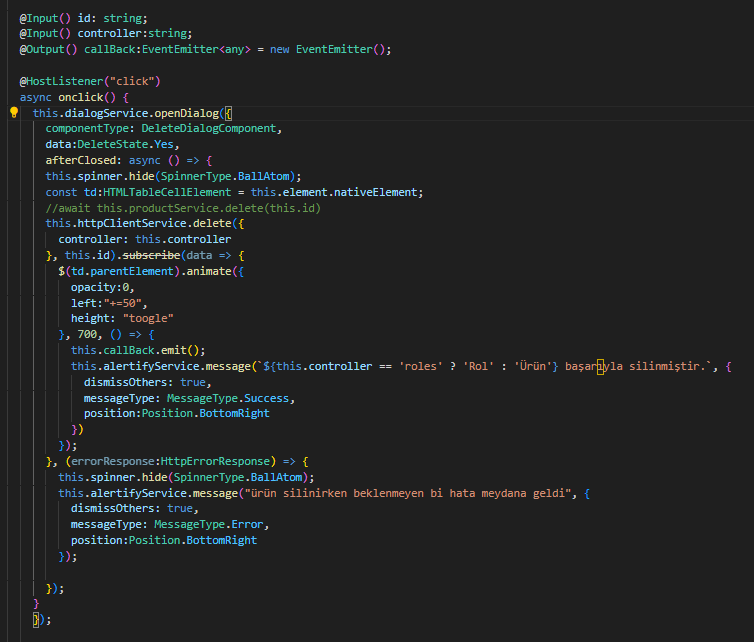 @Input() id: string;
@Input() controller:string;
@Output() callBack:EventEmitter<any> = new EventEmitter();
@HostListener("click")
async onclick() {
this.dialogService.openDialog({
componentType: DeleteDialogComponent,
data:DeleteState.Yes,
afterClosed: async () => {
this.spinner.hide(SpinnerType.BallAtom);
const td:HTMLTableCellElement = this.element.nativeElement;
//await this.productService.delete(this.id)
this.httpClientService.delete({
controller: this.controller
}, this.id).subscribe(data => {
$(td.parentElement).animate({
opacity:0,
left:"+=50",
height: "toogle"
}, 700, () => {
this.callBack.emit();
this.alertifyService.message(`${this.controller == 'roles' ? 'Rol' : 'Ürün'} başarıyla silinmiştir.`, {
dismissOthers: true,
messageType: MessageType.Success,
position:Position.BottomRight
})
});
}, (errorResponse:HttpErrorResponse) => {
this.spinner.hide(SpinnerType.BallAtom);
this.alertifyService.message("ürün silinirken beklenmeyen bi hata meydana geldi", {
dismissOthers: true,
messageType: MessageType.Error,
position:Position.BottomRight
});
});
}
});